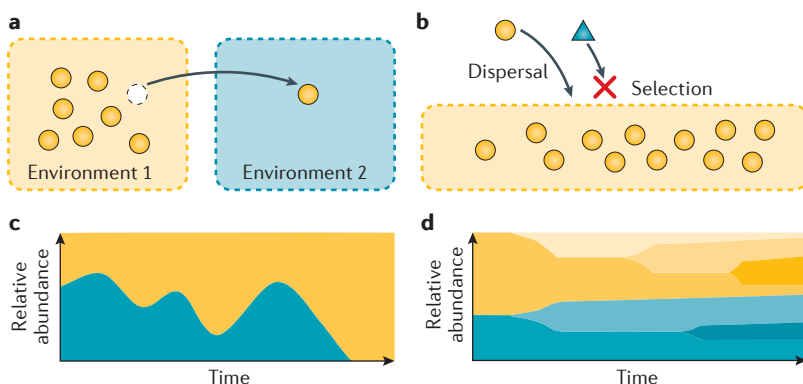 a
Environment 1
Environment 2
b
Dispersal
Selection
c
Relative
abundance
Time
d
Relative
abundance
Time